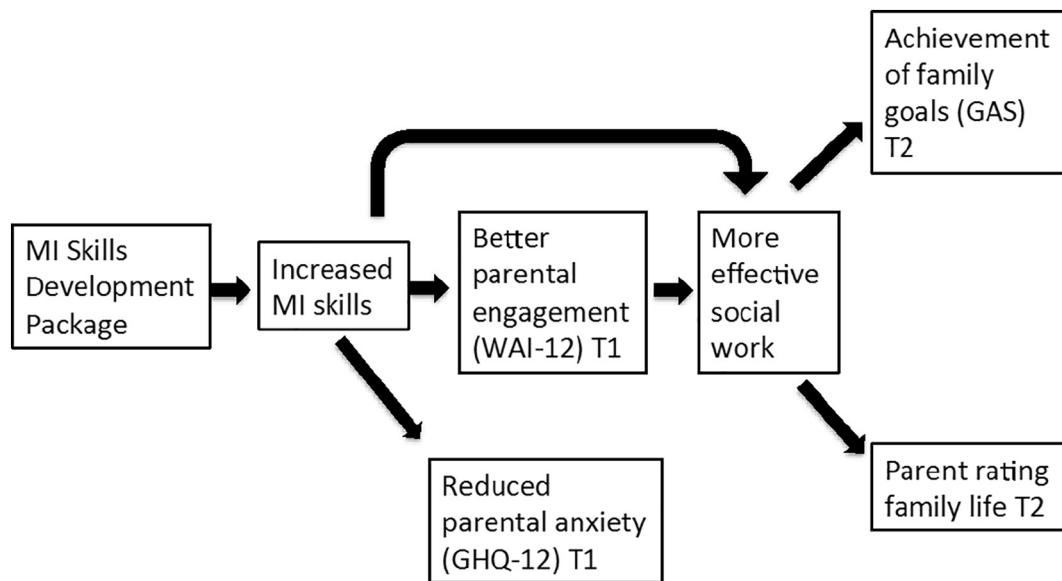 MI Skills
Development
Package
Increased
MI skills
Better
parental
engagement
(WAI-12) T1
More
effective
social
work
Achievement
of family
goals (GAS)
T2
Reduced
parental anxiety
(GHQ-12) T1
Parent rating
family life T2